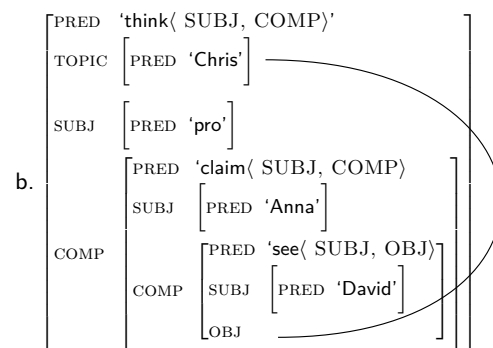 PRED ‘think⟨ SUBJ, COMP⟩’
TOPIC [PRED ‘Chris’]
SUBJ [PRED ‘pro’]
b.
PRED ‘claim⟨ SUBJ, COMP⟩
SUBJ [PRED ‘Anna’]
COMP
PRED ‘see⟨ SUBJ, OBJ⟩
COMP SUBJ [PRED ‘David’]
OBJ